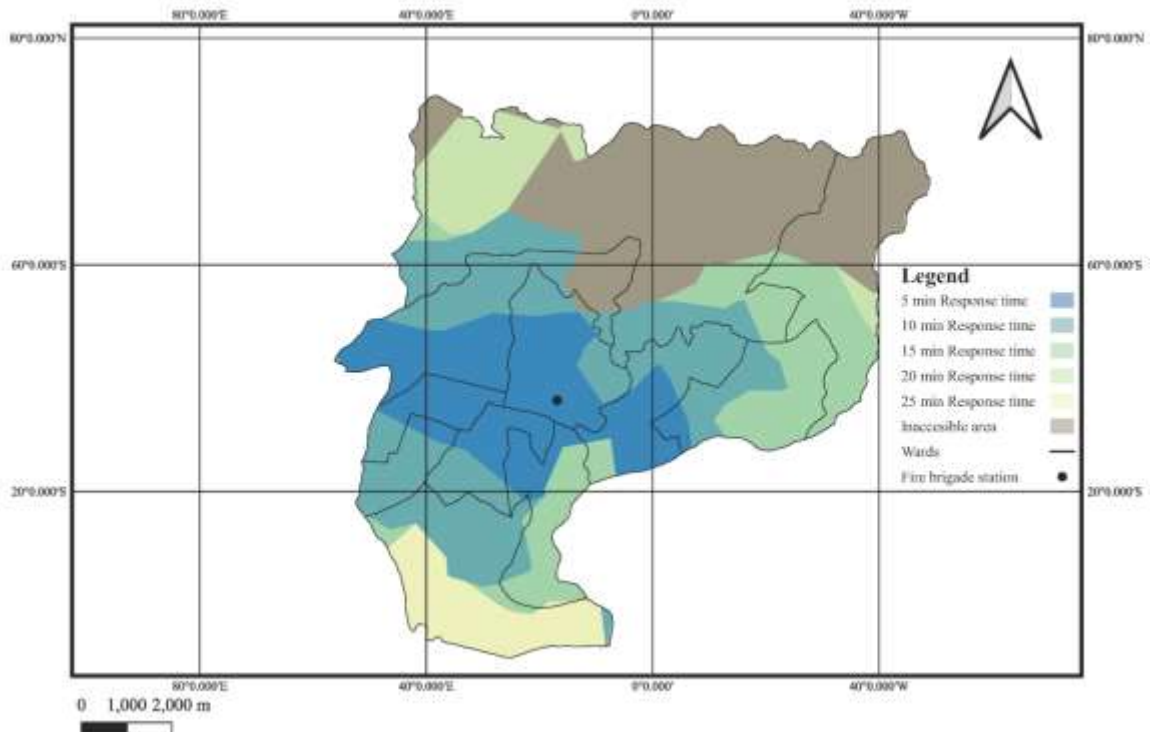 80°0.000'E 40°0.000'E 0°0.000' 40°0.000'W
80°0.000'N 80°0.000'N
60°0.000'S 60°0.000'S
Legend
5 min Response time
10 min Response time
15 min Response time
20 min Response time
25 min Response time
Inaccesible area
Wards
Fire brigade station
20°0.000'S 20°0.000'S
80°0.000'E 40°0.000'E 0°0.000' 40°0.000'W
0 1,000 2,000 m